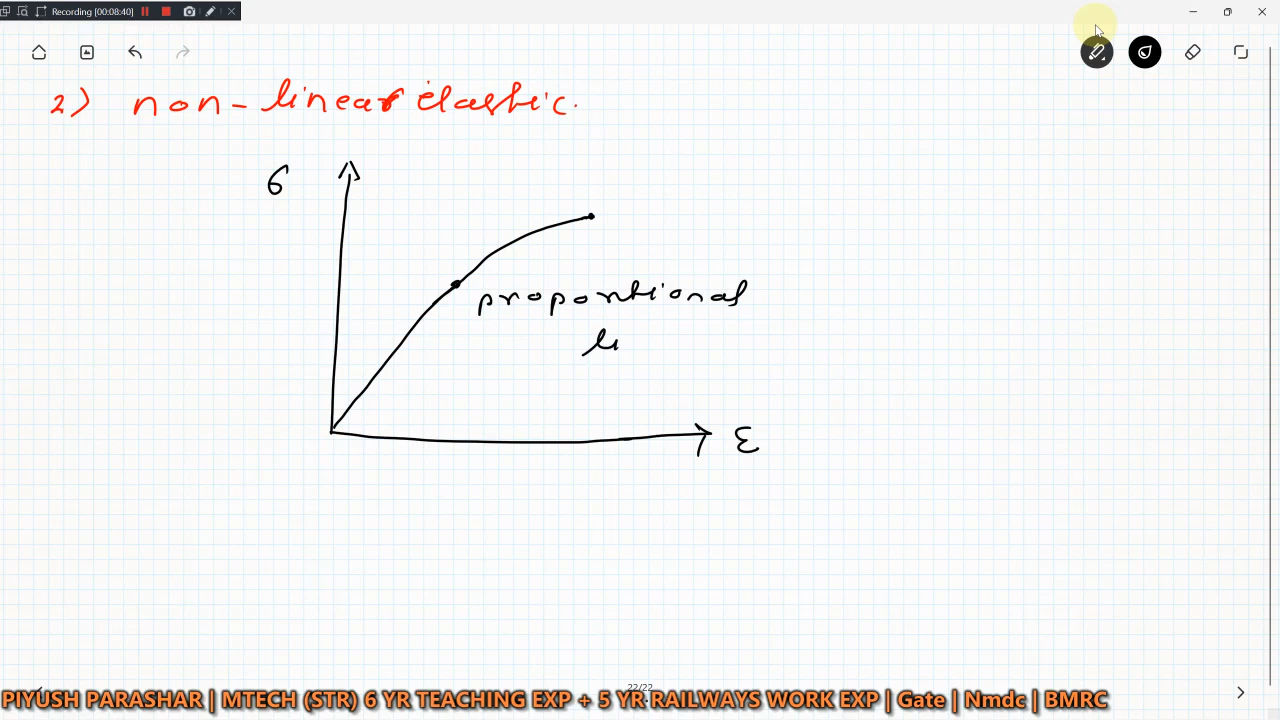 Recording [00:08:40]
2) non-linear elastic.
σ
proportional
li
ε
22/22
PIYUSH PARASHAR | MTECH (STR) 6 YR TEACHING EXP + 5 YR RAILWAYS WORK EXP | Gate | Nmdc | BMRC